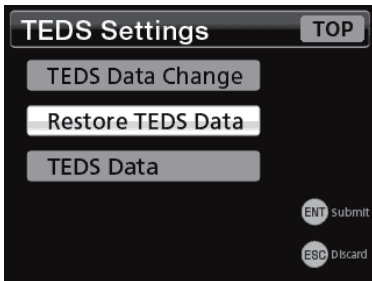 TEDS Settings TOP
TEDS Data Change
Restore TEDS Data
TEDS Data
ENT Submit
ESC Discard